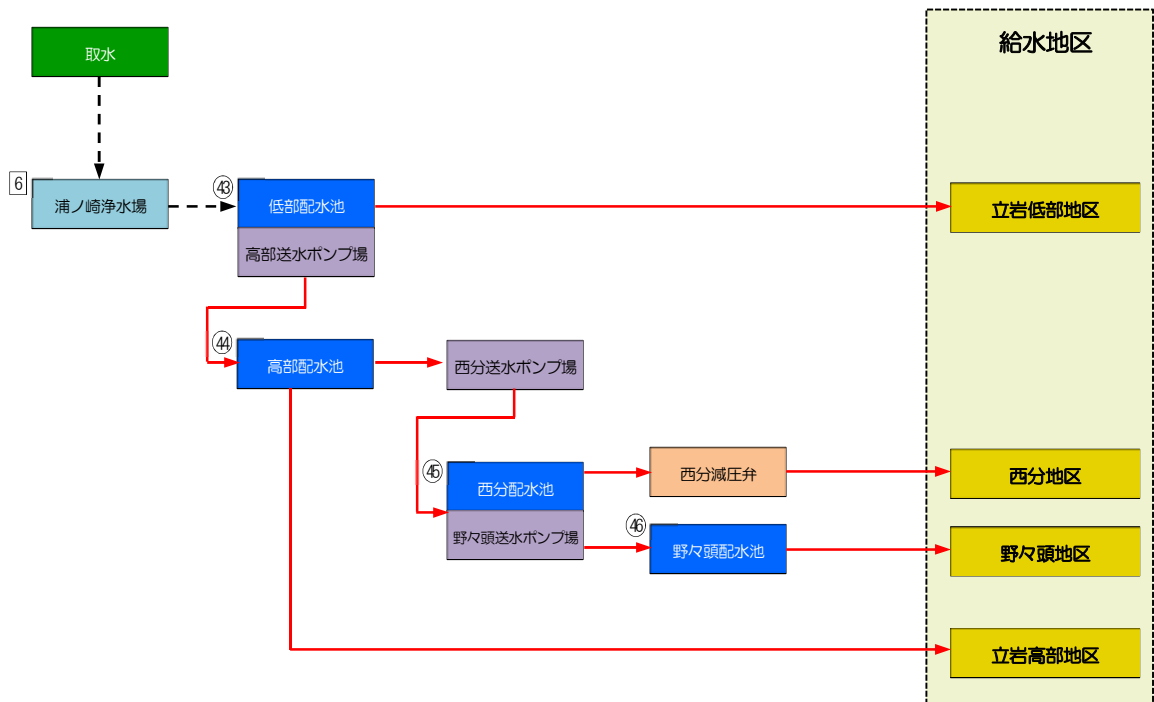 給水地区
取水
6
浦ノ崎浄水場
㊸
低部配水池
高部送水ポンプ場
立岩低部地区
㊹
高部配水池
西分送水ポンプ場
㊺
西分配水池
野々頭送水ポンプ場
西分減圧弁
西分地区
㊻
野々頭配水池
野々頭地区
立岩高部地区